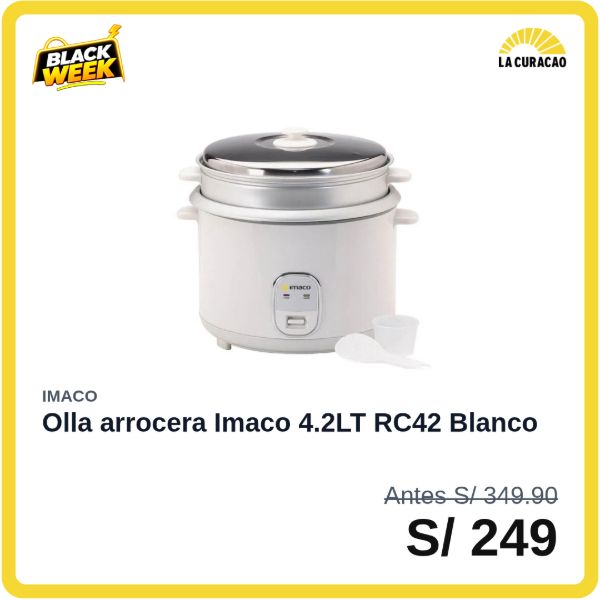 BLACK
WEEK
LA CURACAO
imaco
IMACO
Olla arrocera Imaco 4.2LT RC42 Blanco
Antes S/ 349.90
S/ 249